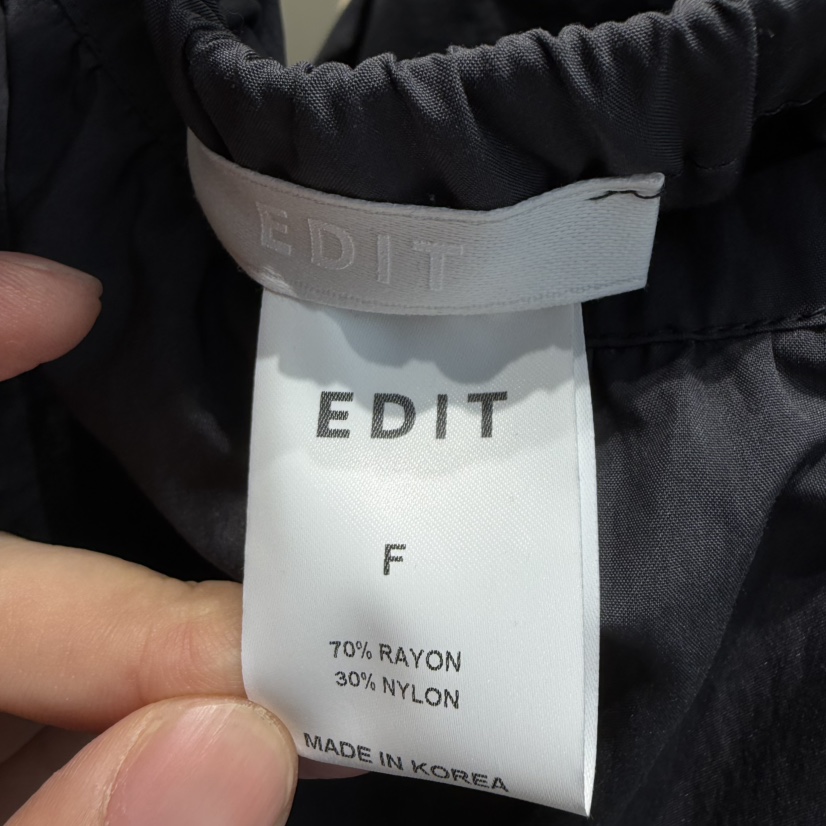 EDIT
EDIT
F
70% RAYON
30% NYLON
MADE IN KOREA